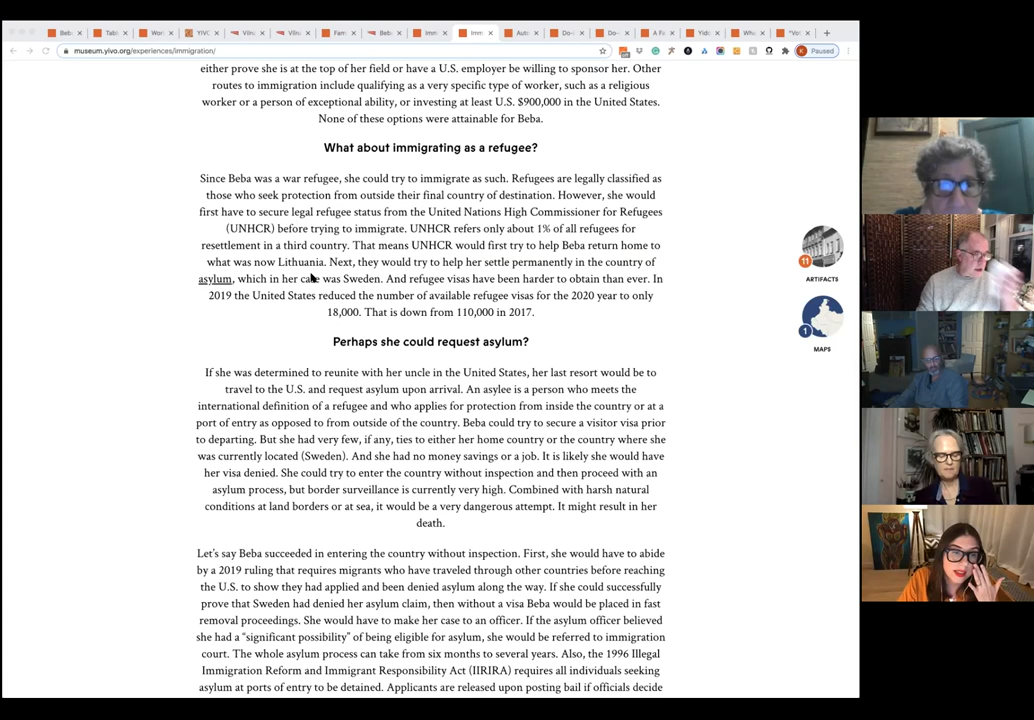 Beb
Tabl
Wor
YIVO
Vilnu
Vilna
Fam
Beb
Imm
Imm
Auto
Do-
Do-
A Fi
Yidi
Whe
"Vot
museum.yivo.org/experiences/immigration/
Paused
either prove she is at the top of her field or have a U.S. employer be willing to sponsor her. Other
routes to immigration include qualifying as a very specific type of worker, such as a religious
worker or a person of exceptional ability, or investing at least U.S. $900,000 in the United States.
None of these options were attainable for Beba.
What about immigrating as a refugee?
Since Beba was a war refugee, she could try to immigrate as such. Refugees are legally classified as
those who seek protection from outside their final country of destination. However, she would
first have to secure legal refugee status from the United Nations High Commissioner for Refugees
(UNHCR) before trying to immigrate. UNHCR refers only about 1% of all refugees for
resettlement in a third country. That means UNHCR would first try to help Beba return home to
what was now Lithuania. Next, they would try to help her settle permanently in the country of
asylum, which in her case was Sweden. And refugee visas have been harder to obtain than ever. In
2019 the United States reduced the number of available refugee visas for the 2020 year to only
18,000. That is down from 110,000 in 2017.
Perhaps she could request asylum?
If she was determined to reunite with her uncle in the United States, her last resort would be to
travel to the U.S. and request asylum upon arrival. An asylee is a person who meets the
international definition of a refugee and who applies for protection from inside the country or at a
port of entry as opposed to from outside of the country. Beba could try to secure a visitor visa prior
to departing. But she had very few, if any, ties to either her home country or the country where she
was currently located (Sweden). And she had no money savings or a job. It is likely she would have
her visa denied. She could try to enter the country without inspection and then proceed with an
asylum process, but border surveillance is currently very high. Combined with harsh natural
conditions at land borders or at sea, it would be a very dangerous attempt. It might result in her
death.
Let's say Beba succeeded in entering the country without inspection. First, she would have to abide
by a 2019 ruling that requires migrants who have traveled through other countries before reaching
the U.S. to show they had applied and been denied asylum along the way. If she could successfully
prove that Sweden had denied her asylum claim, then without a visa Beba would be placed in fast
removal proceedings. She would have to make her case to an officer. If the asylum officer believed
she had a "significant possibility" of being eligible for asylum, she would be referred to immigration
court. The whole asylum process can take from six months to several years. Also, the 1996 Illegal
Immigration Reform and Immigrant Responsibility Act (IIRIRA) requires all individuals seeking
asylum at ports of entry to be detained. Applicants are released upon posting bail if officials decide
11
ARTIFACTS
1
MAPS